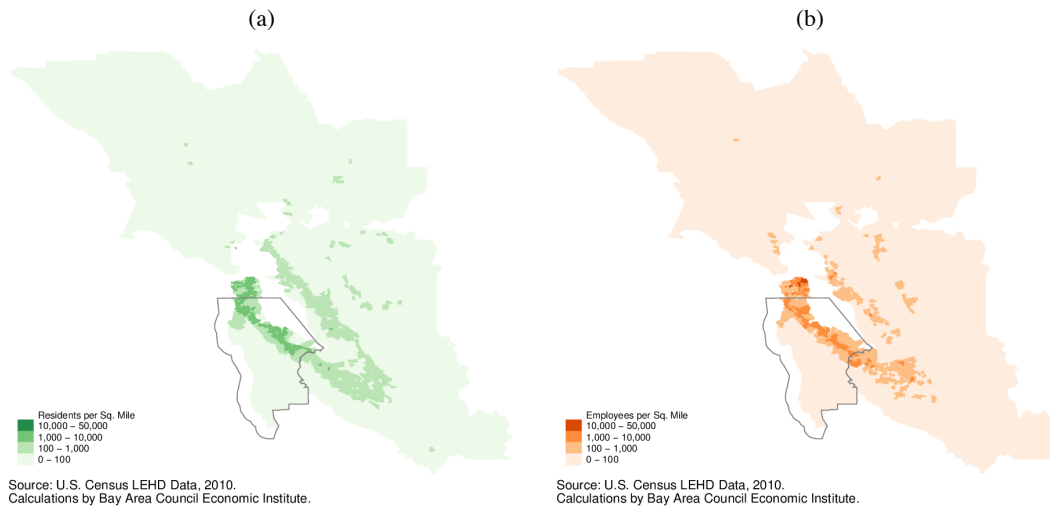 (a)
Residents per Sq. Mile
10,000 − 50,000
1,000 − 10,000
100 − 1,000
0 − 100
Source: U.S. Census LEHD Data, 2010.
Calculations by Bay Area Council Economic Institute.
(b)
Employees per Sq. Mile
10,000 − 50,000
1,000 − 10,000
100 − 1,000
0 − 100
Source: U.S. Census LEHD Data, 2010.
Calculations by Bay Area Council Economic Institute.